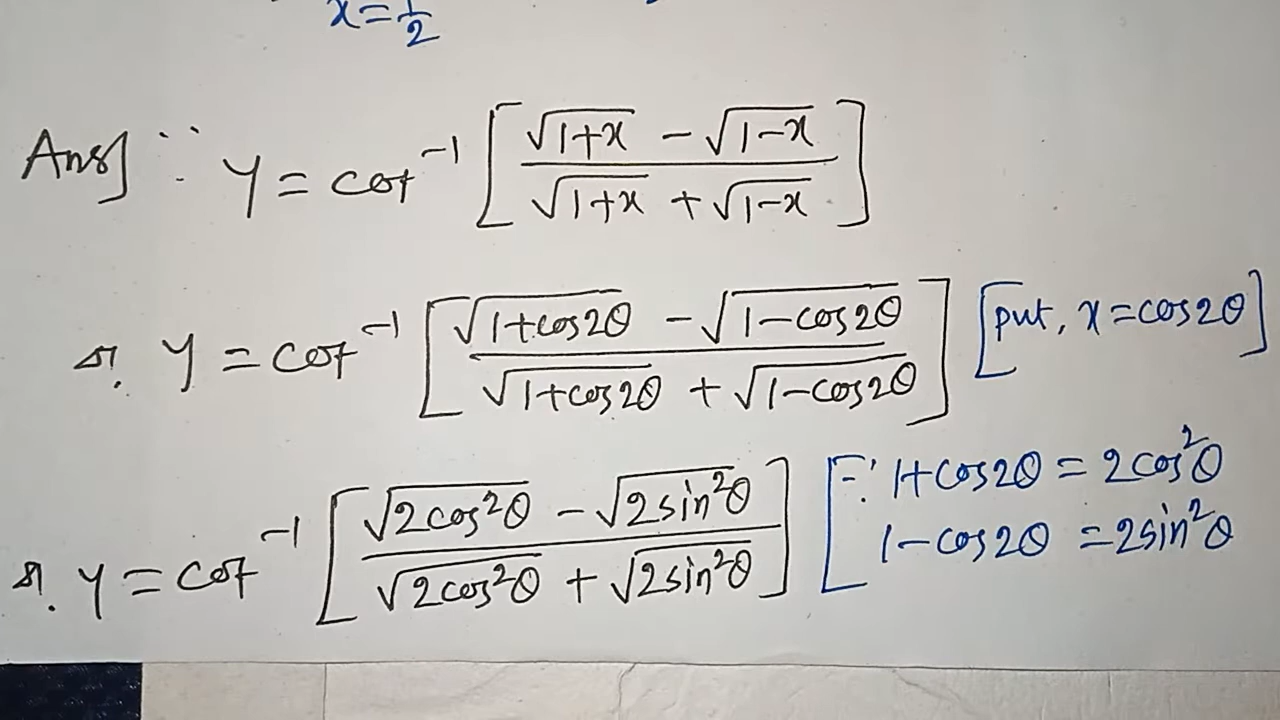 x=1/2
Ans] ∵ y = cot⁻¹ [ (√(1+x) − √(1−x)) / (√(1+x) + √(1−x)) ]
y = cot⁻¹ [ (√(1+cos2θ) − √(1−cos2θ)) / (√(1+cos2θ) + √(1−cos2θ)) ] [put, x=cos2θ]
y = cot⁻¹ [ (√(2cos²θ) − √(2sin²θ)) / (√(2cos²θ) + √(2sin²θ)) ] [∵ 1+cos2θ = 2cos²θ
1−cos2θ = 2sin²θ